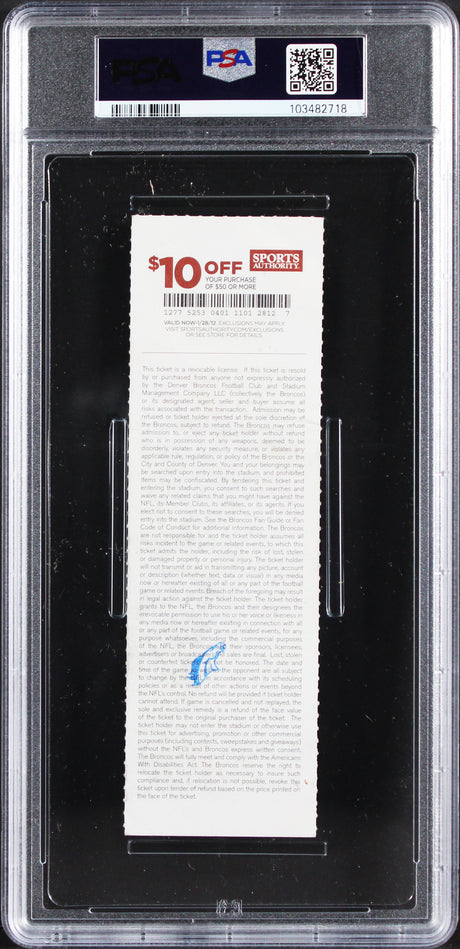 PSA
103482718
$10 OFF
YOUR PURCHASE
OF $50 OR MORE
SPORTS
AUTHORITY
1277 5253 0401 1101 2812 7
VALID NOW-1/28/12. EXCLUSIONS MAY APPLY.
VISIT SPORTSAUTHORITY.COM/EXCLUSIONS
OR SEE STORE FOR DETAILS.
This ticket is a revocable license. If this ticket is resold
by or purchased from anyone not expressly authorized
by the Denver Broncos Football Club and Stadium
Management Company LLC (collectively the Broncos)
or its designated agent, seller and buyer assume all
risks associated with the transaction. Admission may be
refused or ticket holder ejected at the sole discretion of
the Broncos, subject to refund. The Broncos may refuse
admission to, or eject any ticket holder without refund
who is in possession of any weapons, deemed to be
disorderly, violates any security measure, or violates any
applicable rule, regulation, or policy of the Broncos or the
City and County of Denver. You and your belongings may
be searched upon entry into the stadium, and prohibited
items may be confiscated. By tendering this ticket and
entering the stadium, you consent to such searches and
waive any related claims that you might have against the
NFL, its Member Clubs, its affiliates, or its agents. If you
elect not to consent to these searches, you will be denied
entry into the stadium. See the Broncos Fan Guide or Fan
Code of Conduct for additional information. The Broncos
are not responsible for and the ticket holder assumes all
risks incident to the game or related events, to which this
ticket admits the holder, including the risk of lost, stolen
or damaged property or personal injury. The ticket holder
will not transmit or aid in transmitting any picture, account
or description (whether text, data or visual) in any media
now or hereafter existing of all or any part of the football
game or related events. Breach of the foregoing may result
in legal action against the ticket holder. The ticket holder
grants to the NFL, the Broncos and their designees the
irrevocable permission to use his or her voice or likeness in
any media now or hereafter existing in connection with all
or any part of the football game or related events, for any
purpose whatsoever, including the commercial purposes
of the NFL, the Broncos their sponsors, licensees,
advertisers or broad sales are final. Lost, stolen
or counterfeit tick not be honored. The date and
time of the game the opponent are all subject
to change by th accordance with its scheduling
policies or as a result of other actions or events beyond
the NFL's control. No refund will be provided if ticket holder
cannot attend. If game is cancelled and not replayed, the
sole and exclusive remedy is a refund of the face value
of the ticket to the original purchaser of the ticket. The
ticket holder may not enter the stadium or otherwise use
this ticket for advertising, promotion or other commercial
purposes (including contests, sweepstakes and giveaways)
without the NFL's and Broncos express written consent.
The Broncos will fully meet and comply with the Americans
With Disabilities Act. The Broncos reserve the right to
relocate the ticket holder as necessary to insure such
compliance and, if relocation is not possible, revoke the
ticket upon tender of refund based on the price printed on
the face of the ticket.